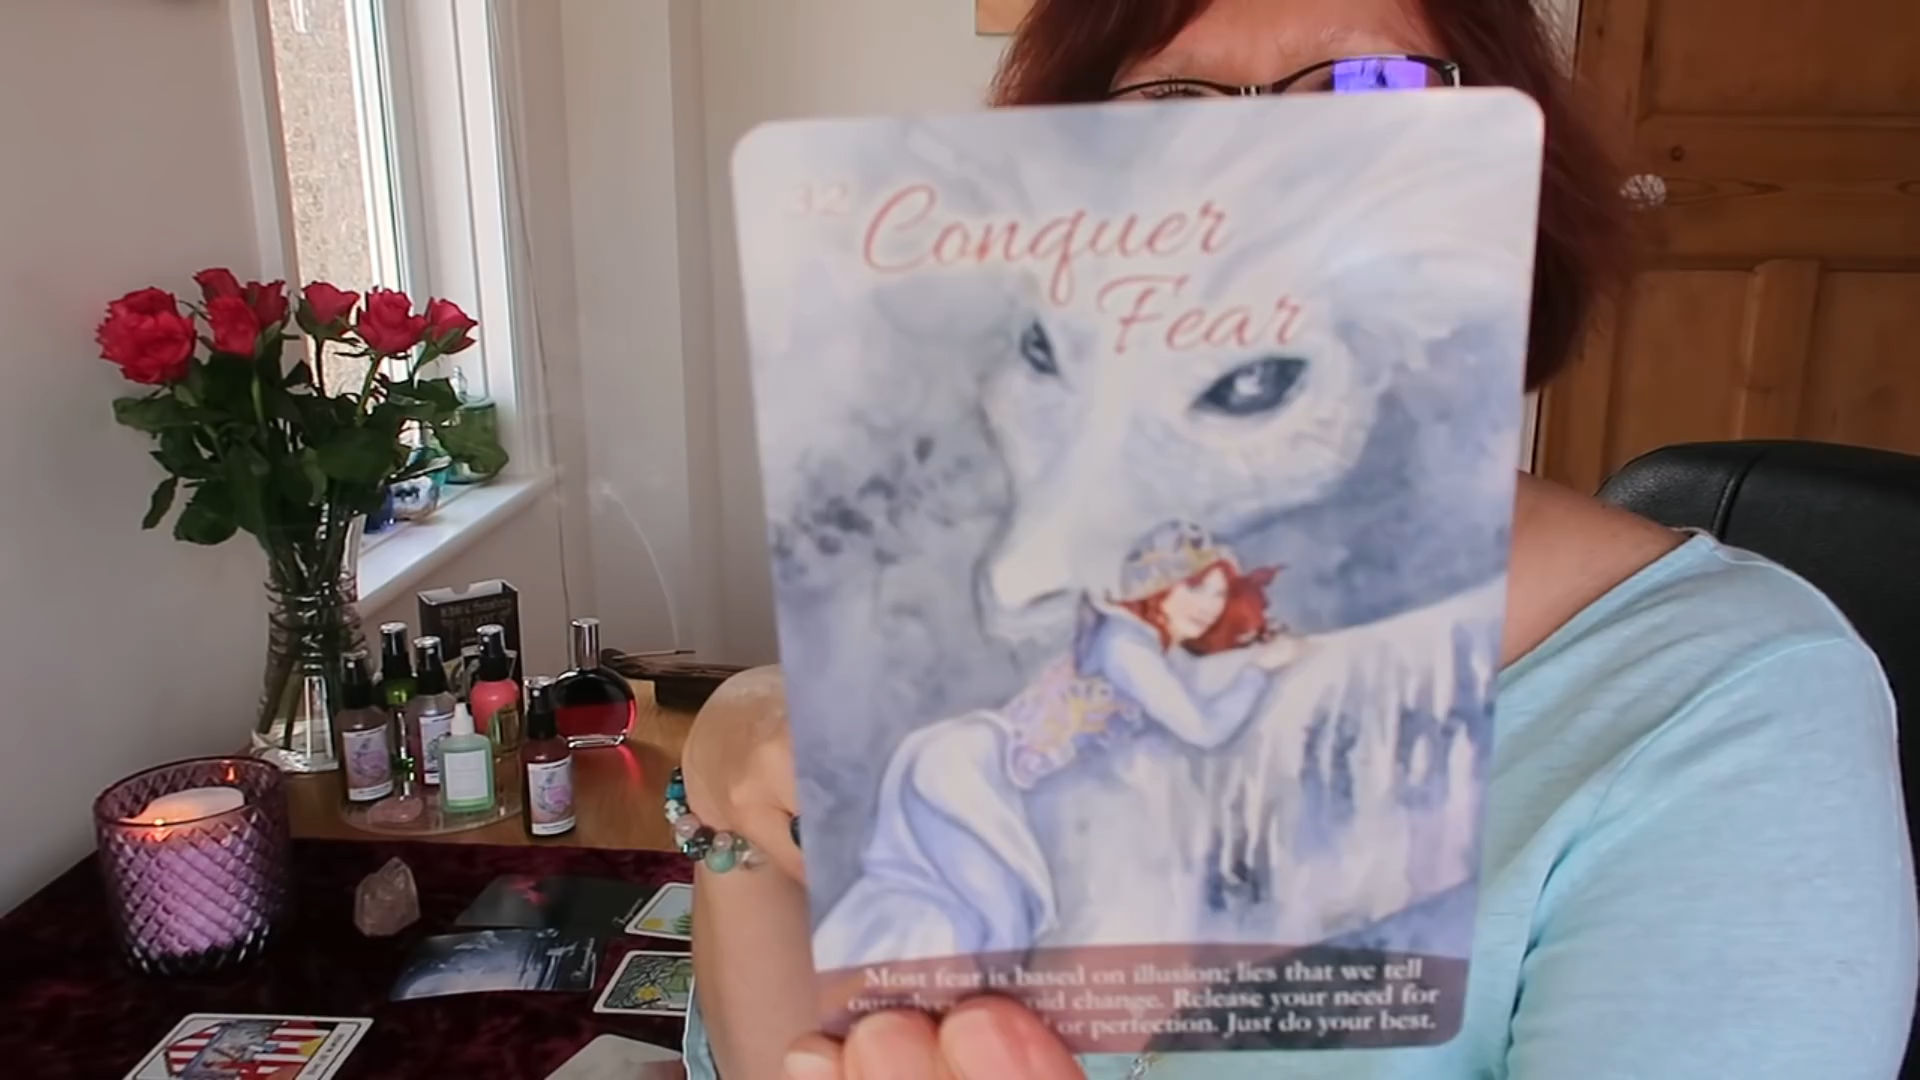 32
Conquer
Fear
Most fear is based on illusion; lies that we tell
change. Release your need for
or perfection. Just do your best.